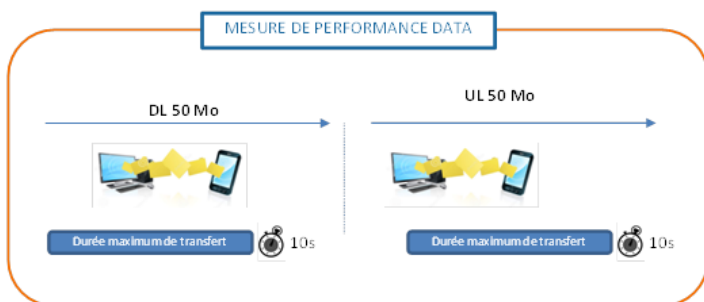 MESURE DE PERFORMANCE DATA
DL 50 Mo
UL 50 Mo
Durée maximum de transfert
10s
Durée maximum de transfert
10s